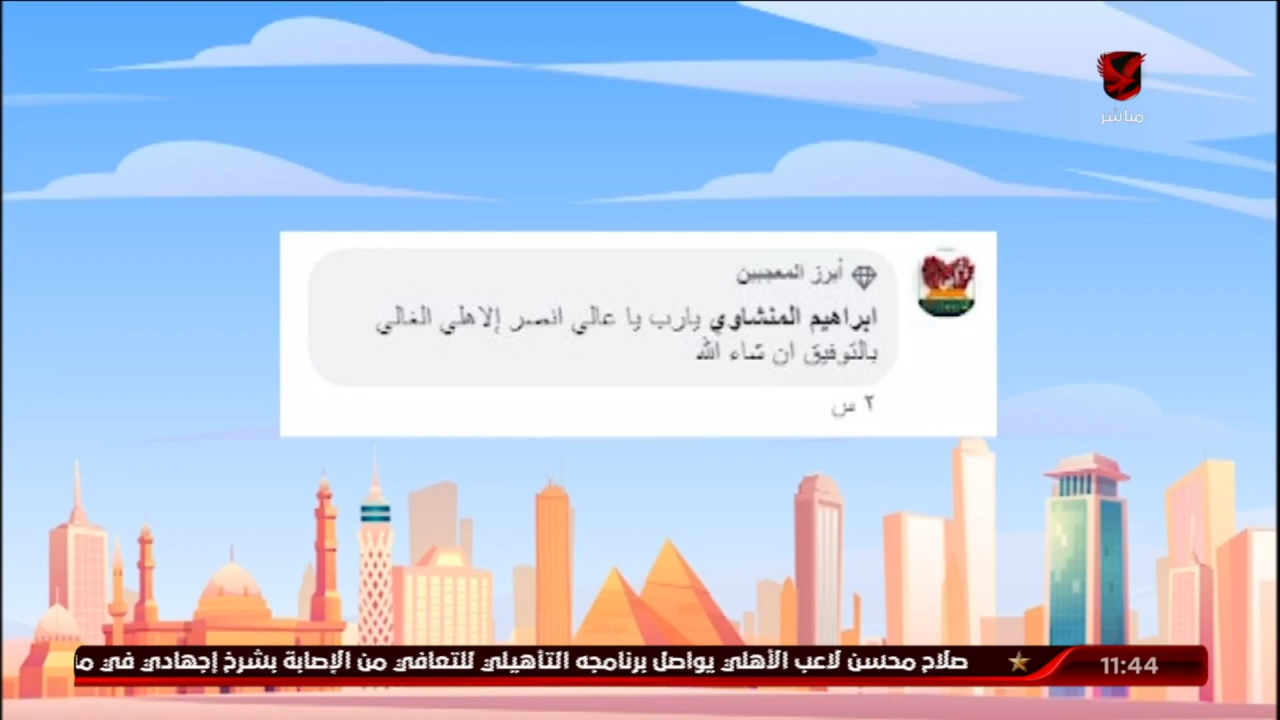 مباشر
أبرز المعجبين
ابراهيم المنشاوي يارب يا عالي انصر إلاهلي الغالي
بالتوفيق ان شاء الله
٢ س
11:44
صلاح محسن لاعب الأهلي يواصل برنامجه التأهيلي للتعافي من الإصابة بشرخ إجهادي في